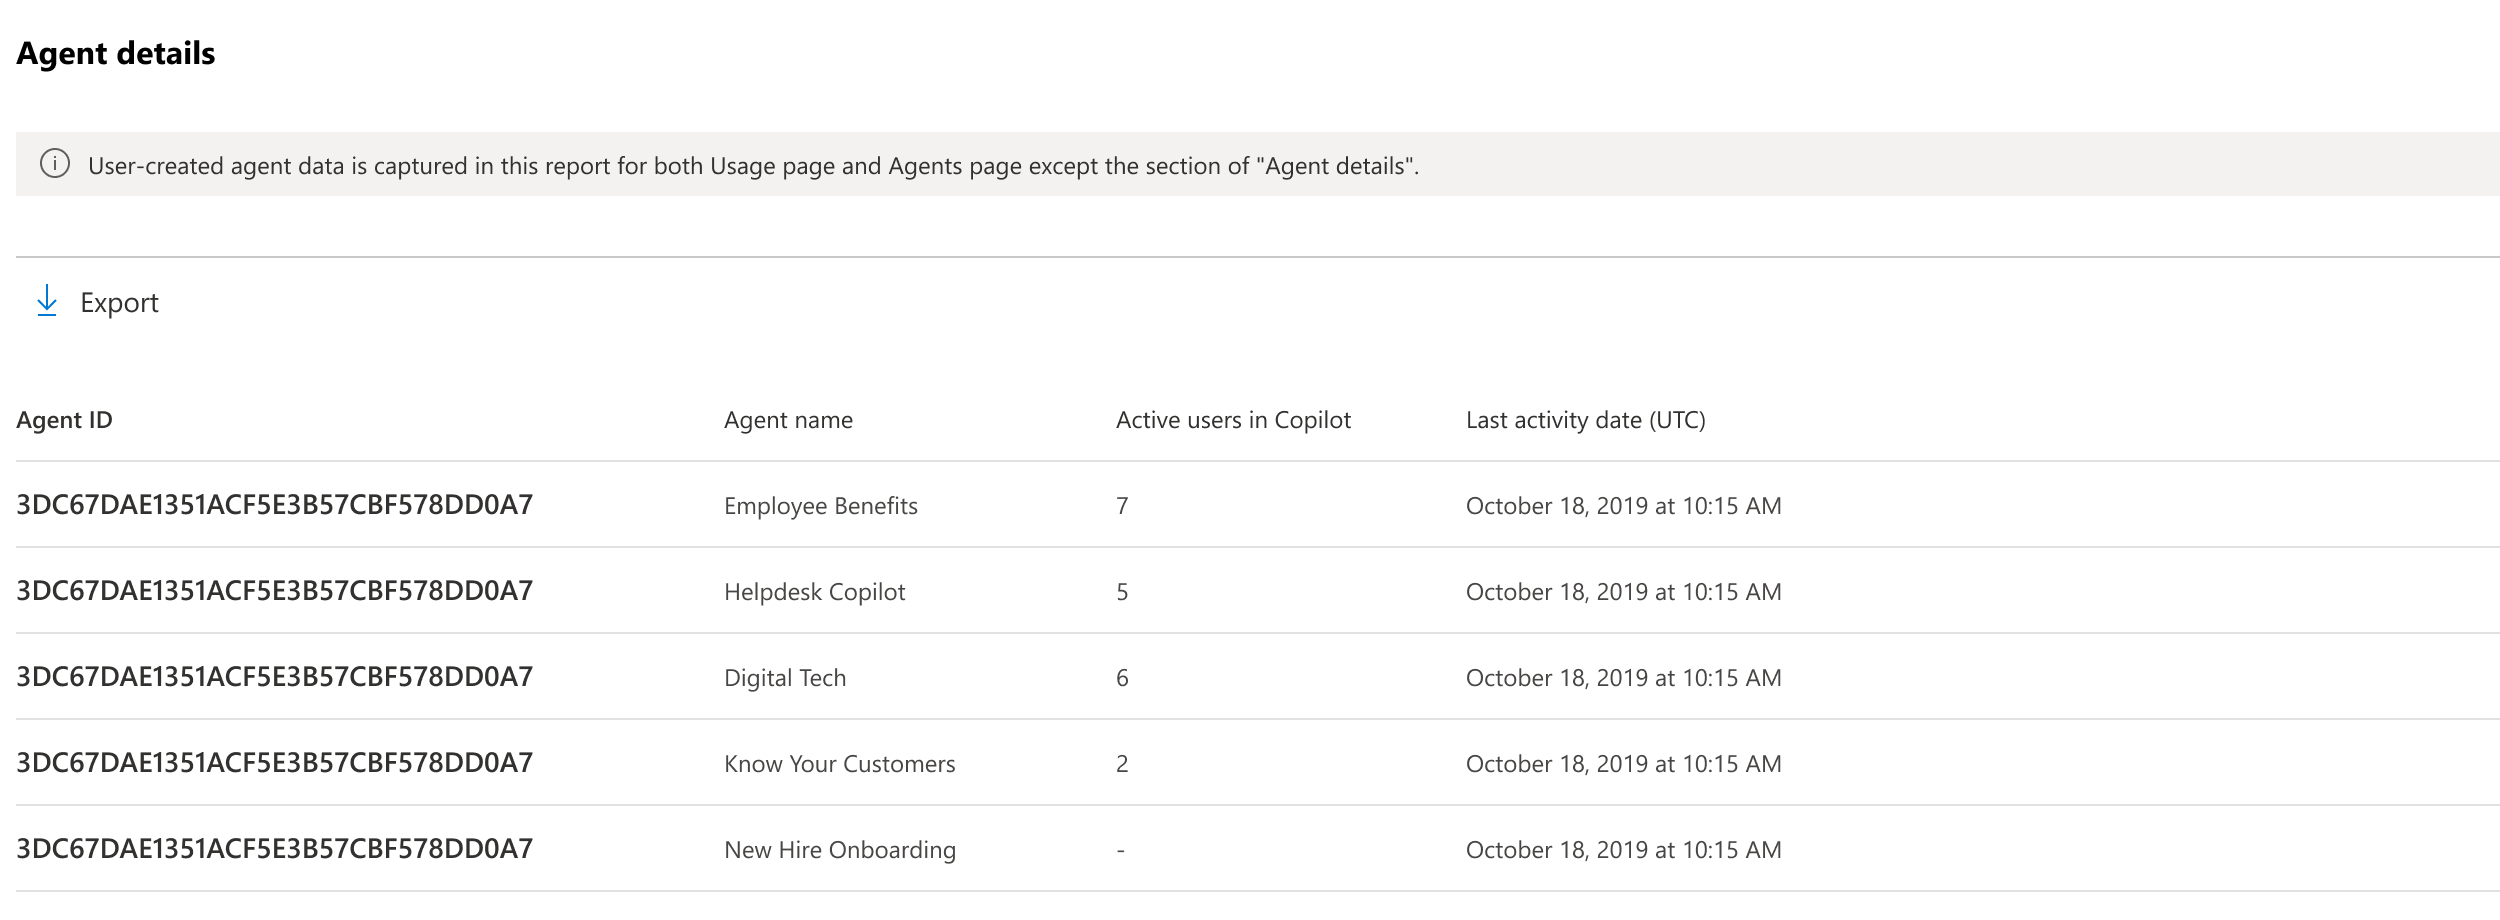 Agent details
User-created agent data is captured in this report for both Usage page and Agents page except the section of "Agent details".
Export
Agent ID Agent name Active users in Copilot Last activity date (UTC)
3DC67DAE1351ACF5E3B57CBF578DD0A7 Employee Benefits 7 October 18, 2019 at 10:15 AM
3DC67DAE1351ACF5E3B57CBF578DD0A7 Helpdesk Copilot 5 October 18, 2019 at 10:15 AM
3DC67DAE1351ACF5E3B57CBF578DD0A7 Digital Tech 6 October 18, 2019 at 10:15 AM
3DC67DAE1351ACF5E3B57CBF578DD0A7 Know Your Customers 2 October 18, 2019 at 10:15 AM
3DC67DAE1351ACF5E3B57CBF578DD0A7 New Hire Onboarding - October 18, 2019 at 10:15 AM